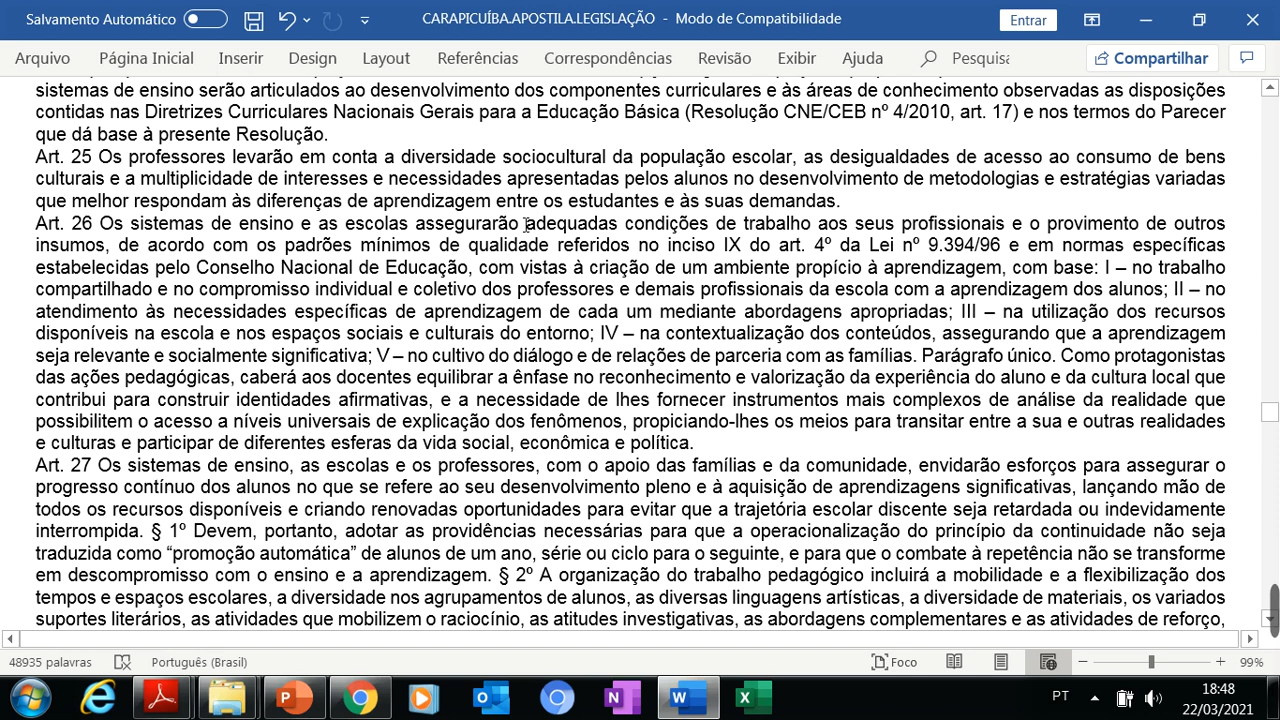 Salvamento Automático
CARAPICUÍBA.APOSTILA.LEGISLAÇÃO - Modo de Compatibilidade
Entrar
Arquivo Página Inicial Inserir Design Layout Referências Correspondências Revisão Exibir Ajuda Pesquisa Compartilhar
sistemas de ensino serão articulados ao desenvolvimento dos componentes curriculares e às áreas de conhecimento observadas as disposições
contidas nas Diretrizes Curriculares Nacionais Gerais para a Educação Básica (Resolução CNE/CEB nº 4/2010, art. 17) e nos termos do Parecer
que dá base à presente Resolução.
Art. 25 Os professores levarão em conta a diversidade sociocultural da população escolar, as desigualdades de acesso ao consumo de bens
culturais e a multiplicidade de interesses e necessidades apresentadas pelos alunos no desenvolvimento de metodologias e estratégias variadas
que melhor respondam às diferenças de aprendizagem entre os estudantes e às suas demandas.
Art. 26 Os sistemas de ensino e as escolas assegurarão adequadas condições de trabalho aos seus profissionais e o provimento de outros
insumos, de acordo com os padrões mínimos de qualidade referidos no inciso IX do art. 4º da Lei nº 9.394/96 e em normas específicas
estabelecidas pelo Conselho Nacional de Educação, com vistas à criação de um ambiente propício à aprendizagem, com base: I – no trabalho
compartilhado e no compromisso individual e coletivo dos professores e demais profissionais da escola com a aprendizagem dos alunos; II – no
atendimento às necessidades específicas de aprendizagem de cada um mediante abordagens apropriadas; III – na utilização dos recursos
disponíveis na escola e nos espaços sociais e culturais do entorno; IV – na contextualização dos conteúdos, assegurando que a aprendizagem
seja relevante e socialmente significativa; V – no cultivo do diálogo e de relações de parceria com as famílias. Parágrafo único. Como protagonistas
das ações pedagógicas, caberá aos docentes equilibrar a ênfase no reconhecimento e valorização da experiência do aluno e da cultura local que
contribui para construir identidades afirmativas, e a necessidade de lhes fornecer instrumentos mais complexos de análise da realidade que
possibilitem o acesso a níveis universais de explicação dos fenômenos, propiciando-lhes os meios para transitar entre a sua e outras realidades
e culturas e participar de diferentes esferas da vida social, econômica e política.
Art. 27 Os sistemas de ensino, as escolas e os professores, com o apoio das famílias e da comunidade, envidarão esforços para assegurar o
progresso contínuo dos alunos no que se refere ao seu desenvolvimento pleno e à aquisição de aprendizagens significativas, lançando mão de
todos os recursos disponíveis e criando renovadas oportunidades para evitar que a trajetória escolar discente seja retardada ou indevidamente
interrompida. § 1º Devem, portanto, adotar as providências necessárias para que a operacionalização do princípio da continuidade não seja
traduzida como “promoção automática” de alunos de um ano, série ou ciclo para o seguinte, e para que o combate à repetência não se transforme
em descompromisso com o ensino e a aprendizagem. § 2º A organização do trabalho pedagógico incluirá a mobilidade e a flexibilização dos
tempos e espaços escolares, a diversidade nos agrupamentos de alunos, as diversas linguagens artísticas, a diversidade de materiais, os variados
suportes literários, as atividades que mobilizem o raciocínio, as atitudes investigativas, as abordagens complementares e as atividades de reforço,
48935 palavras Português (Brasil) Foco 99%
PT 18:48
22/03/2021